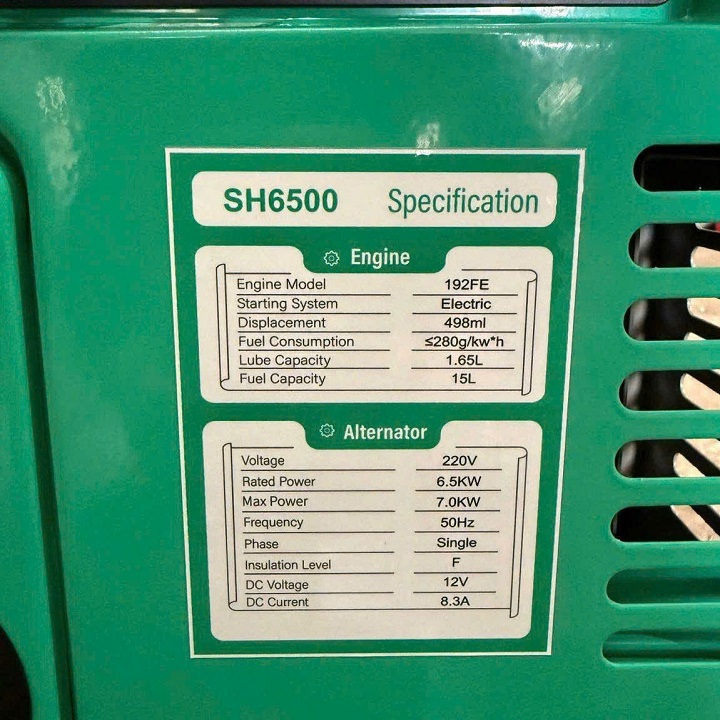 SH6500 Specification
Engine
Engine Model 192FE
Starting System Electric
Displacement 498ml
Fuel Consumption ≤280g/kw*h
Lube Capacity 1.65L
Fuel Capacity 15L
Alternator
Voltage 220V
Rated Power 6.5KW
Max Power 7.0KW
Frequency 50Hz
Phase Single
Insulation Level F
DC Voltage 12V
DC Current 8.3A